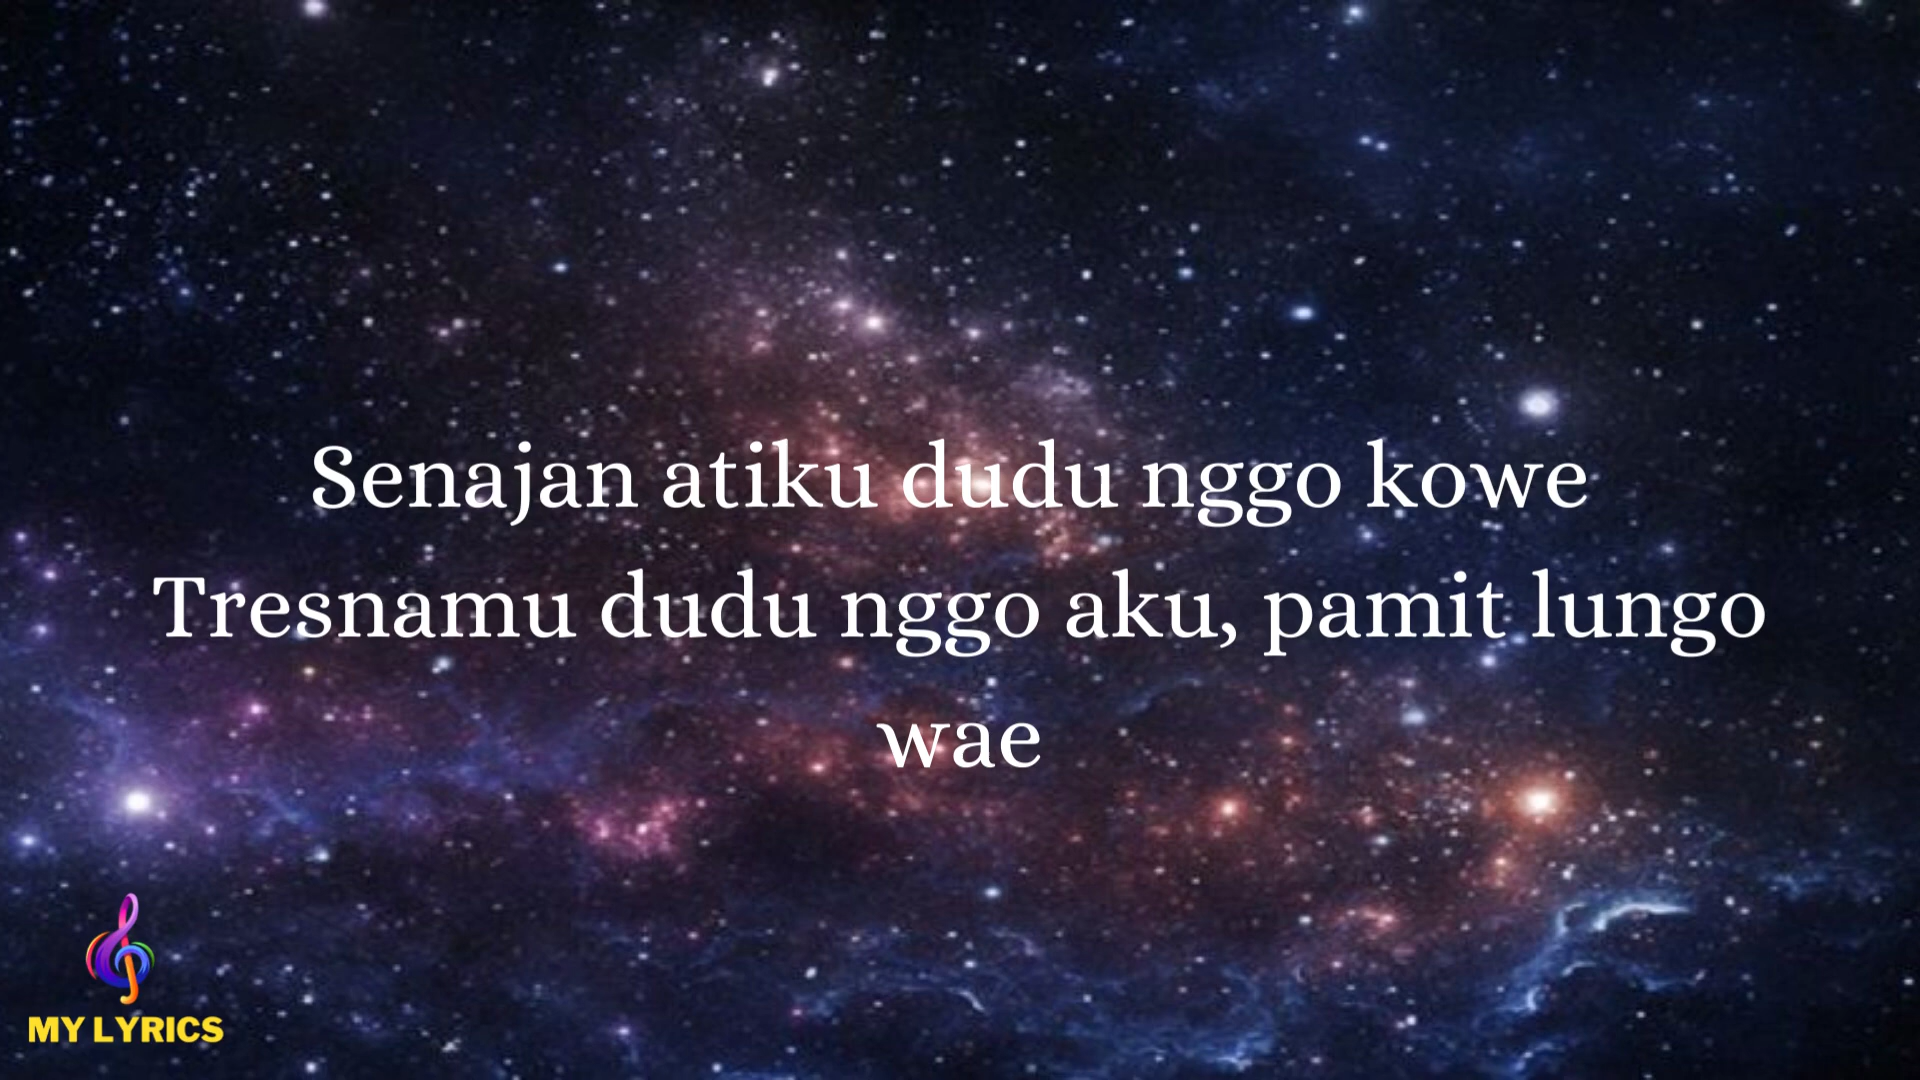 Senajan atiku dudu nggo kowe
Tresnamu dudu nggo aku, pamit lungo
wae
MY LYRICS